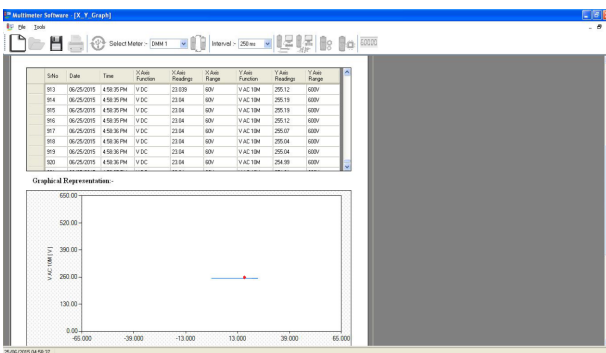 Multimeter Software - [X_Y_Graph]
File Tools
Select Meter :- DMM 1 Interval :- 250 ms
SrNo Date Time X Axis Function X Axis Readings X Axis Range Y Axis Function Y Axis Readings Y Axis Range
913 06/25/2015 4:58:35 PM V DC 23.039 60V V AC 10M 255.12 600V
914 06/25/2015 4:58:35 PM V DC 23.04 60V V AC 10M 255.19 600V
915 06/25/2015 4:58:35 PM V DC 23.04 60V V AC 10M 255.19 600V
916 06/25/2015 4:58:35 PM V DC 23.04 60V V AC 10M 255.12 600V
917 06/25/2015 4:58:36 PM V DC 23.04 60V V AC 10M 255.07 600V
918 06/25/2015 4:58:36 PM V DC 23.04 60V V AC 10M 255.04 600V
919 06/25/2015 4:58:36 PM V DC 23.04 60V V AC 10M 255.04 600V
920 06/25/2015 4:58:36 PM V DC 23.04 60V V AC 10M 254.99 600V
Graphical Representation:-
650.00
520.00
390.00
V AC 10M [V]
260.00
130.00
0.00
-65.000 -39.000 -13.000 13.000 39.000 65.000
25/06/2015 04:58:37